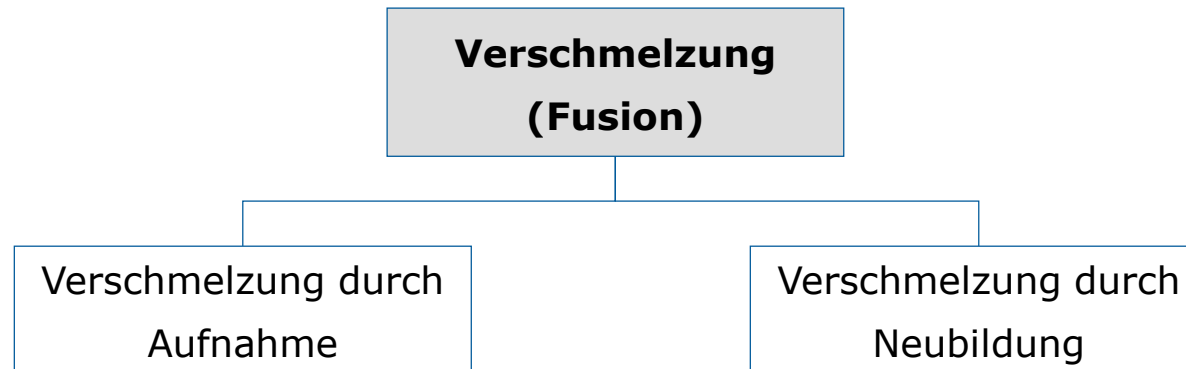 Verschmelzung
(Fusion)
Verschmelzung durch
Aufnahme
Verschmelzung durch
Neubildung